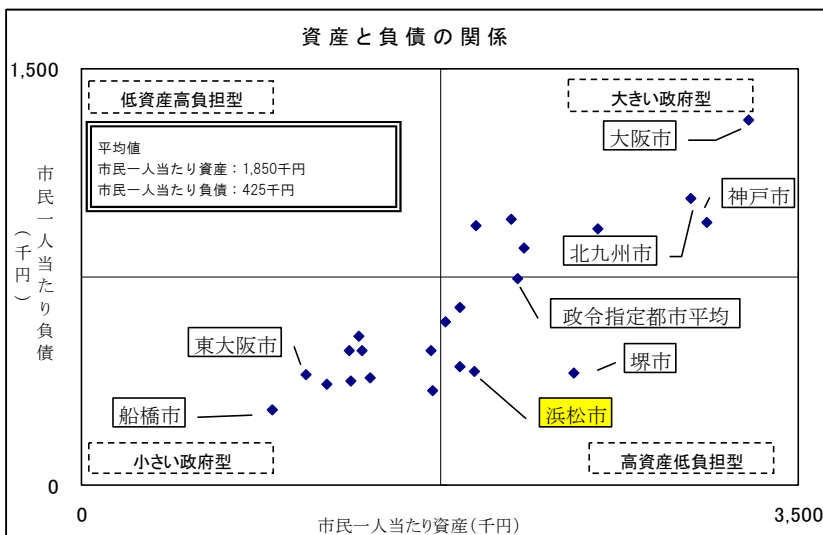 資産と負債の関係
1,500
低資産高負担型
大きい政府型
大阪市
平均値
市民一人当たり資産：1,850千円
市民一人当たり負債：425千円
神戸市
北九州市
市民一人当たり負債（千円）
政令指定都市平均
東大阪市
堺市
船橋市
浜松市
小さい政府型
高資産低負担型
0
0
市民一人当たり資産(千円)
3,500